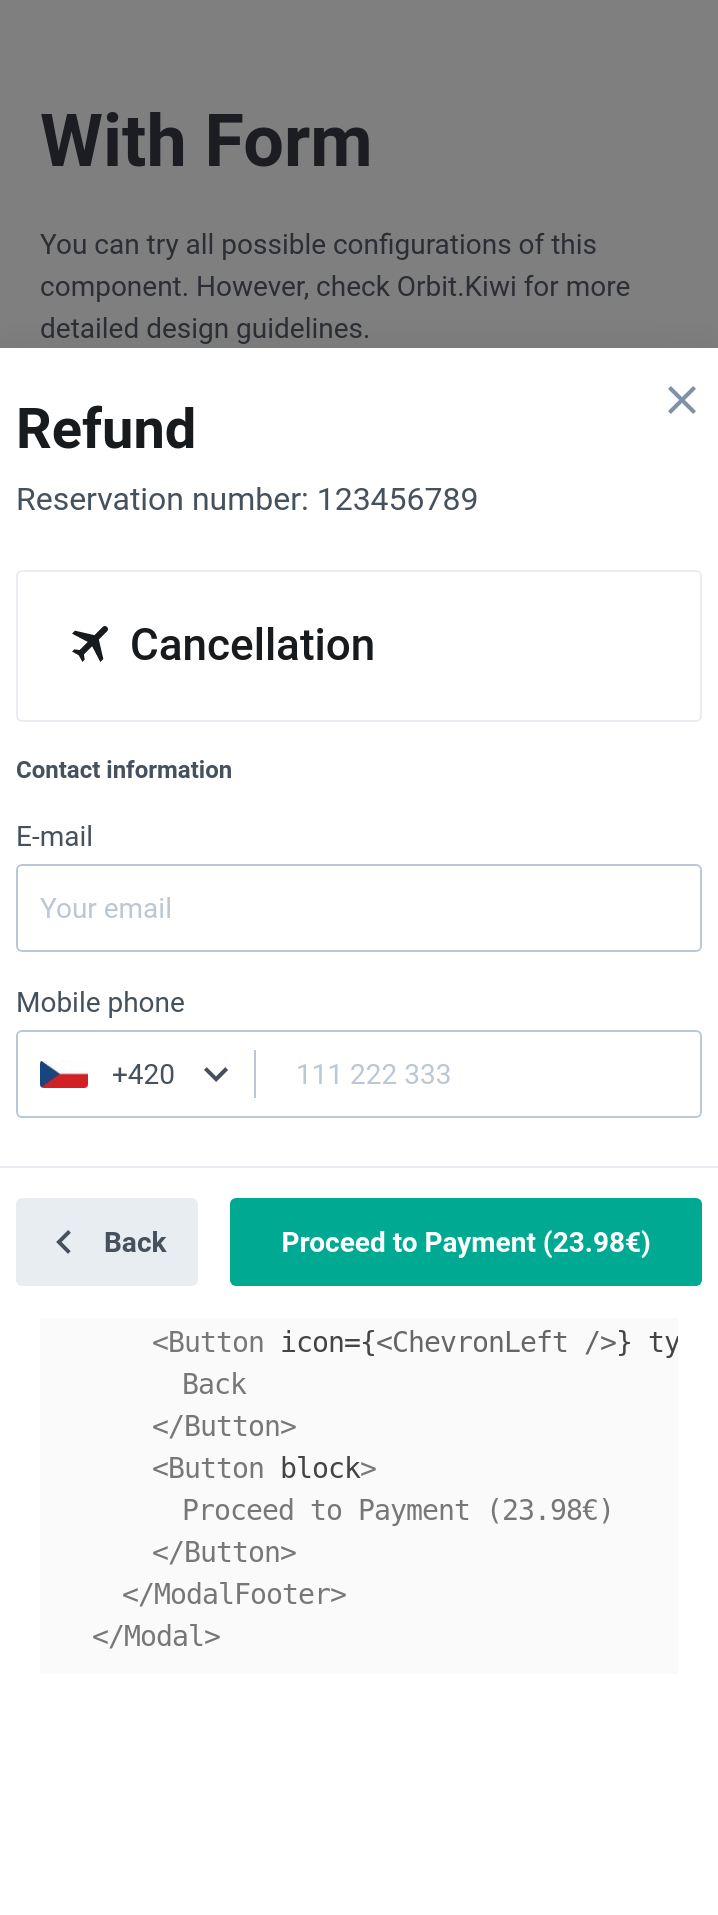 With Form
You can try all possible configurations of this
component. However, check Orbit.Kiwi for more
detailed design guidelines.
Refund
Reservation number: 123456789
Cancellation
Contact information
E-mail
Your email
Mobile phone
+420 111 222 333
Back Proceed to Payment (23.98€)
<Button icon={<ChevronLeft />} ty
Back
</Button>
<Button block>
Proceed to Payment (23.98€)
</Button>
</ModalFooter>
</Modal>